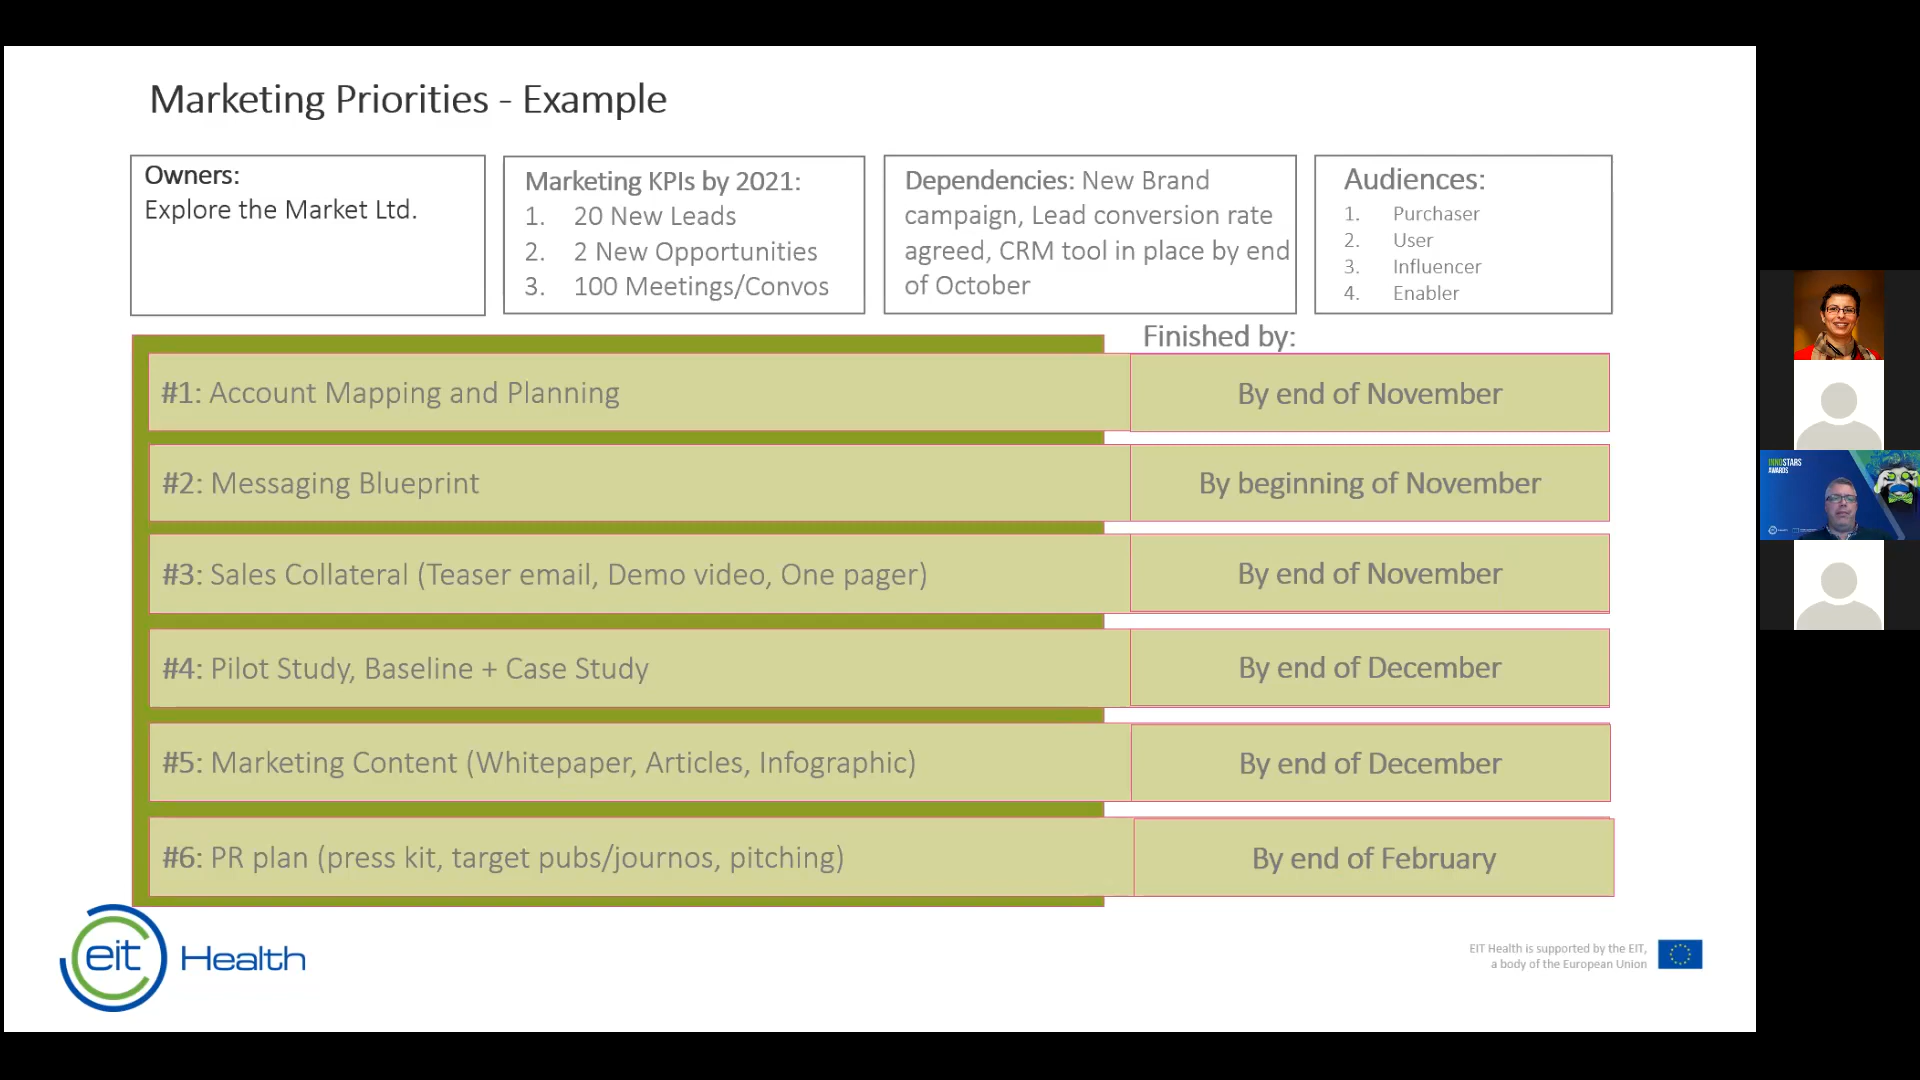 Marketing Priorities - Example
Owners:
Explore the Market Ltd.
Marketing KPIs by 2021:
1. 20 New Leads
2. 2 New Opportunities
3. 100 Meetings/Convos
Dependencies: New Brand
campaign, Lead conversion rate
agreed, CRM tool in place by end
of October
Audiences:
1. Purchaser
2. User
3. Influencer
4. Enabler
Finished by:
#1: Account Mapping and Planning
By end of November
#2: Messaging Blueprint
By beginning of November
#3: Sales Collateral (Teaser email, Demo video, One pager)
By end of November
#4: Pilot Study, Baseline + Case Study
By end of December
#5: Marketing Content (Whitepaper, Articles, Infographic)
By end of December
#6: PR plan (press kit, target pubs/journos, pitching)
By end of February
eit Health
EIT Health is supported by the EIT,
a body of the European Union
INNOSTARS
AWARDS